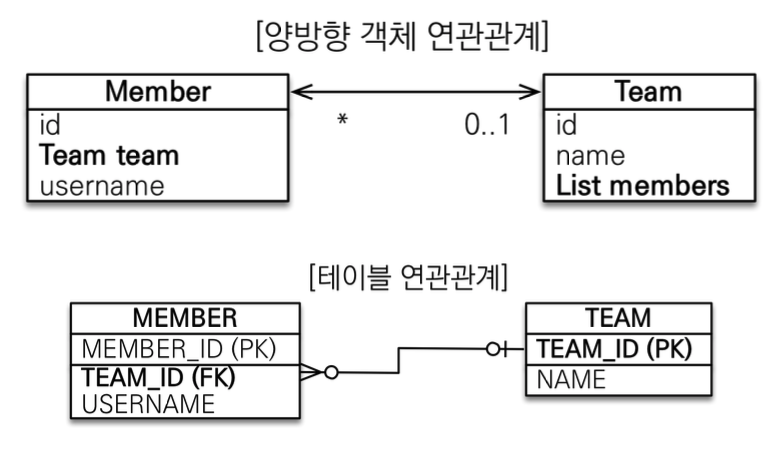 [양방향 객체 연관관계]
Member
Team
id
Team team
username
*
0..1
id
name
List members
[테이블 연관관계]
MEMBER
MEMBER_ID (PK)
TEAM_ID (FK)
USERNAME
TEAM
TEAM_ID (PK)
NAME